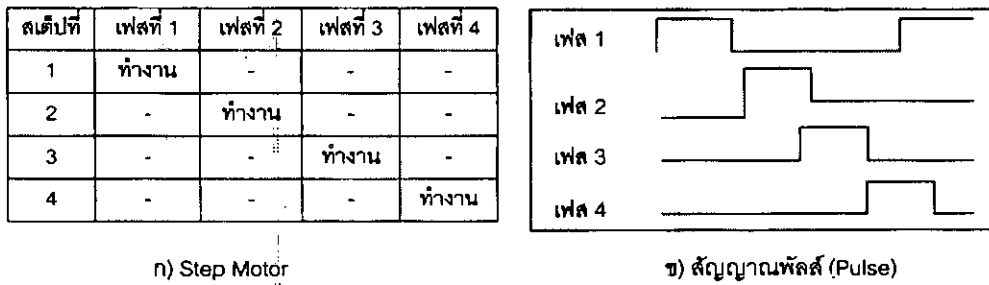 สเต็ปที่ เฟสที่ 1 เฟสที่ 2 เฟสที่ 3 เฟสที่ 4
1 ทำงาน - - -
2 - ทำงาน - -
3 - - ทำงาน -
4 - - - ทำงาน
ก) Step Motor
เฟส 1
เฟส 2
เฟส 3
เฟส 4
ข) สัญญาณพัลส์ (Pulse)